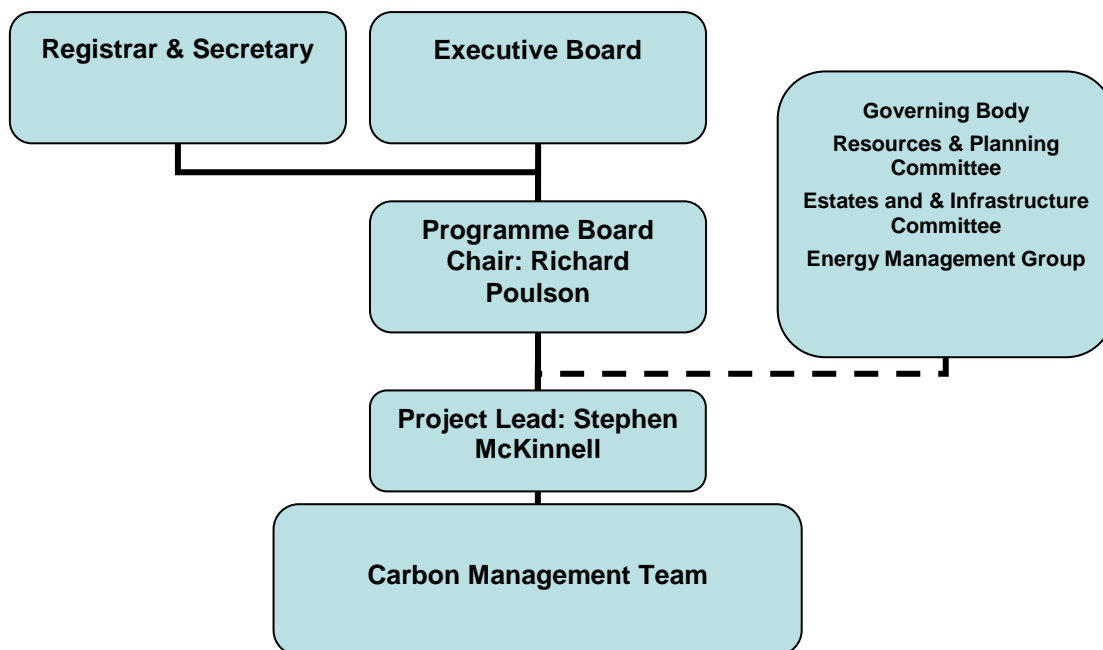 Registrar & Secretary
Executive Board
Governing Body
Resources & Planning
Committee
Estates and & Infrastructure
Committee
Energy Management Group
Programme Board
Chair: Richard
Poulson
Project Lead: Stephen
McKinnell
Carbon Management Team